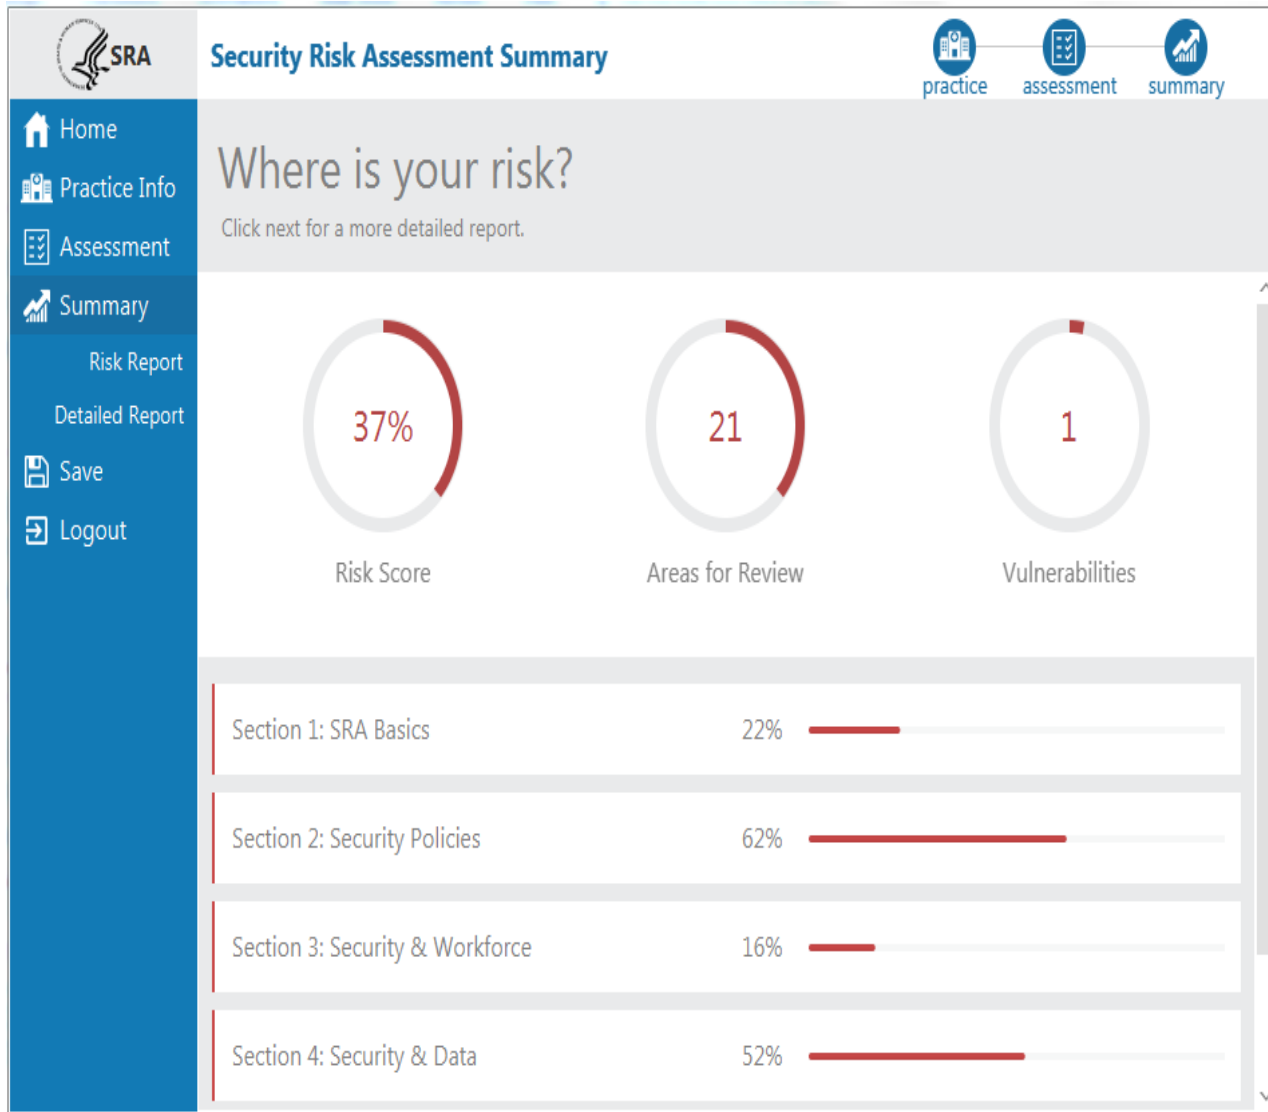 SRA
Security Risk Assessment Summary
practice
assessment
summary
Home
Practice Info
Assessment
Summary
Risk Report
Detailed Report
Save
Logout
Where is your risk?
Click next for a more detailed report.
37%
Risk Score
21
Areas for Review
1
Vulnerabilities
Section 1: SRA Basics 22%
Section 2: Security Policies 62%
Section 3: Security & Workforce 16%
Section 4: Security & Data 52%